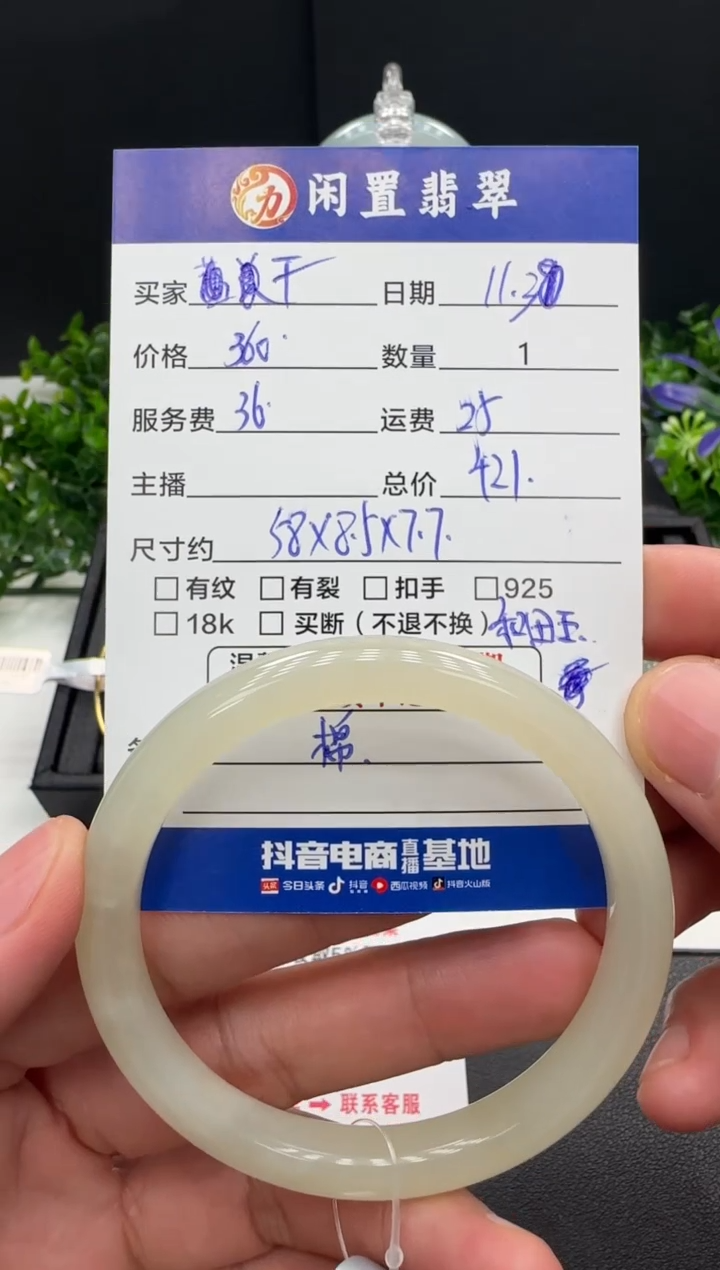 力 闲置翡翠
买家 干 日期 11.30
价格 360. 数量 1
服务费 36. 运费 25
主播 总价 421.
尺寸约 58X8.5X7.7.
□有纹 □有裂 □扣手 □925
□18k □买断（不退不换）和田玉.
棉.
抖音电商直播基地
头条 今日头条 抖音 西瓜视频 抖音火山版
→ 联系客服